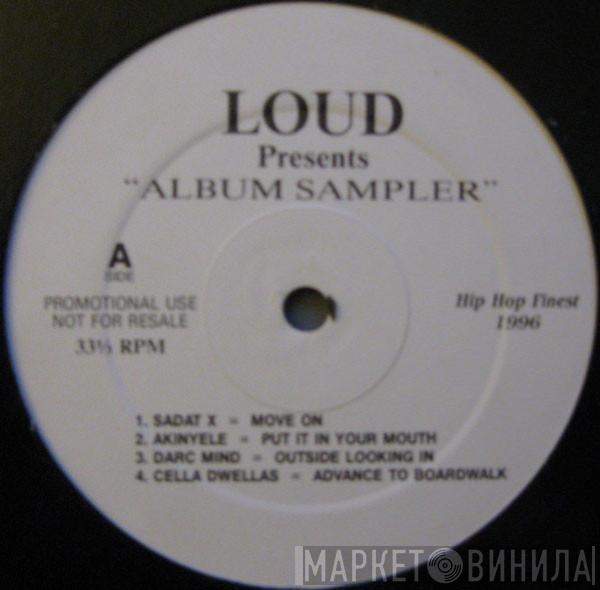 LOUD
Presents
"ALBUM SAMPLER"
A
SIDE
PROMOTIONAL USE
NOT FOR RESALE
33⅓ RPM
Hip Hop Finest
1996
1. SADAT X = MOVE ON
2. AKINYELE = PUT IT IN YOUR MOUTH
3. DARC MIND = OUTSIDE LOOKING IN
4. CELLA DWELLAS = ADVANCE TO BOARDWALK
МАРКЕТ ВИНИЛА